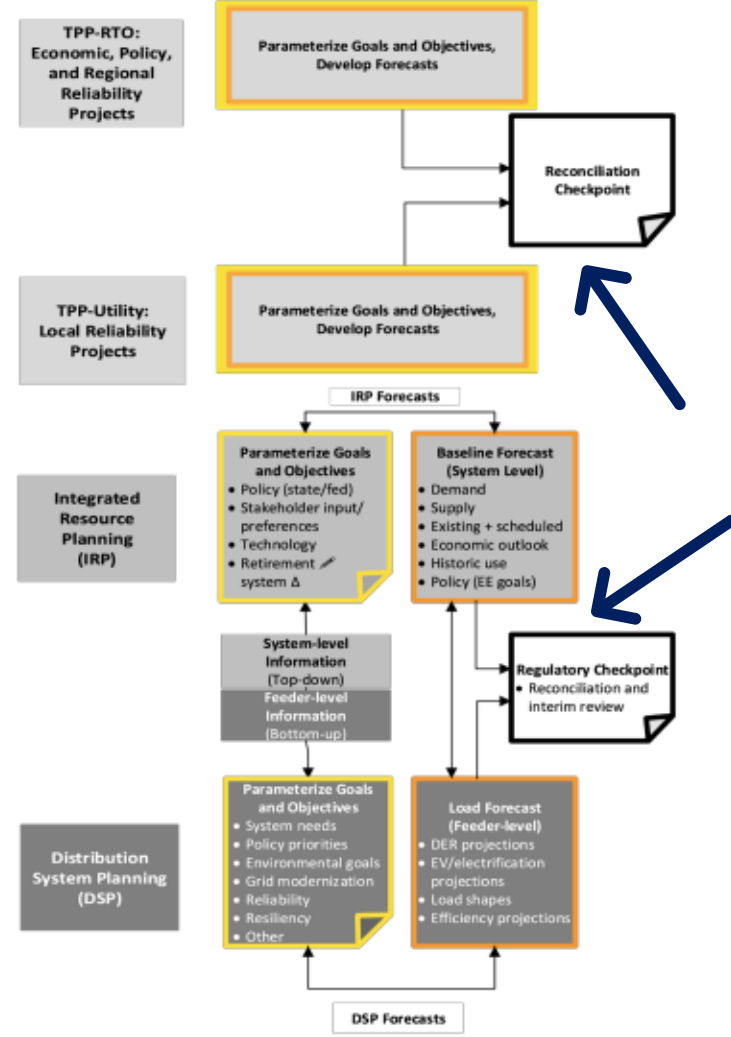 TPP-RTO:
Economic, Policy,
and Regional
Reliability
Projects
Parameterize Goals and Objectives,
Develop Forecasts
Reconciliation
Checkpoint
TPP-Utility:
Local Reliability
Projects
Parameterize Goals and Objectives,
Develop Forecasts
IRP Forecasts
Integrated
Resource
Planning
(IRP)
Parameterize Goals
and Objectives
• Policy (state/fed)
• Stakeholder input/
preferences
• Technology
• Retirement
system Δ
Baseline Forecast
(System Level)
• Demand
• Supply
• Existing + scheduled
• Economic outlook
• Historic use
• Policy (EE goals)
System-level
Information
(Top-down)
Feeder-level
Information
(Bottom-up)
Regulatory Checkpoint
• Reconciliation and
interim review
Distribution
System Planning
(DSP)
Parameterize Goals
and Objectives
• System needs
• Policy priorities
• Environmental goals
• Grid modernization
• Reliability
• Resiliency
• Other
Load Forecast
(Feeder-level)
• DER projections
• EV/electrification
projections
• Load shapes
• Efficiency projections
DSP Forecasts